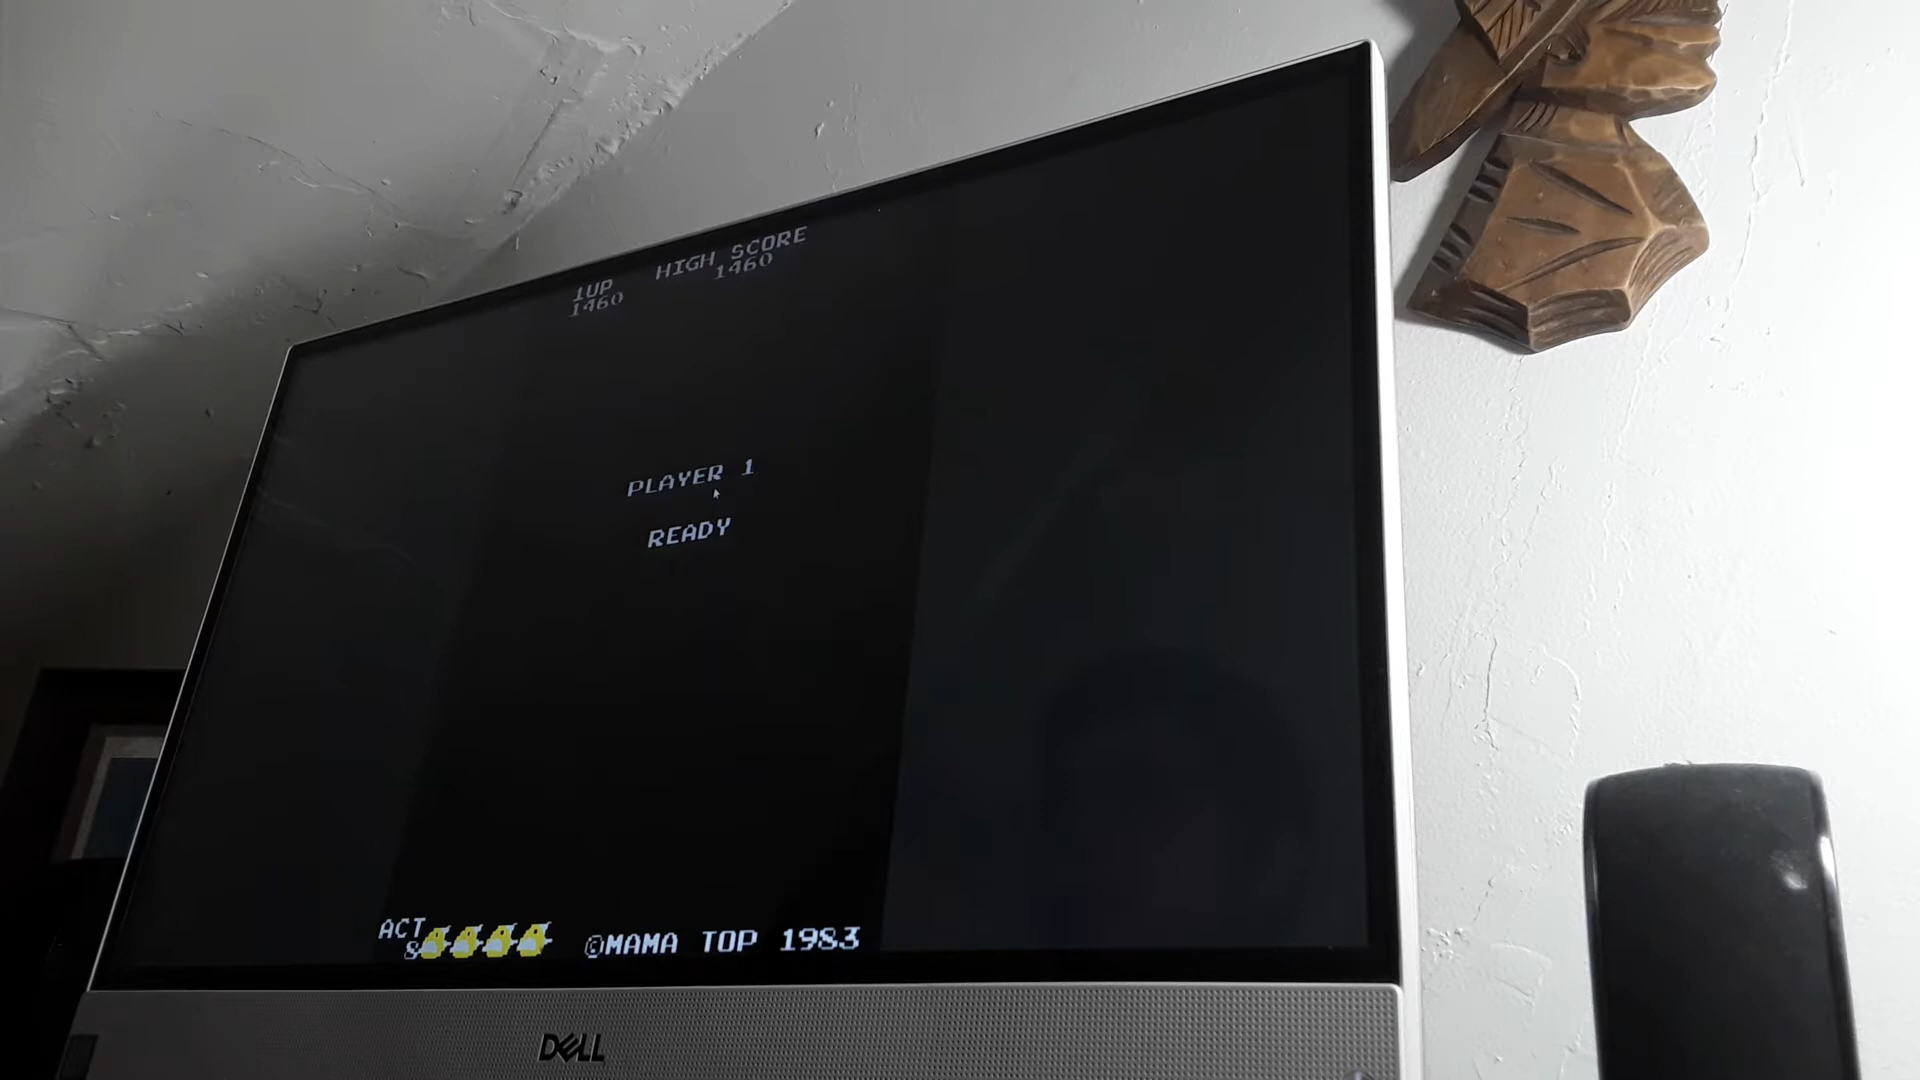 HIGH SCORE
1UP
1460
1460
PLAYER 1
READY
ACT
8
©MAMA TOP 1983
DELL